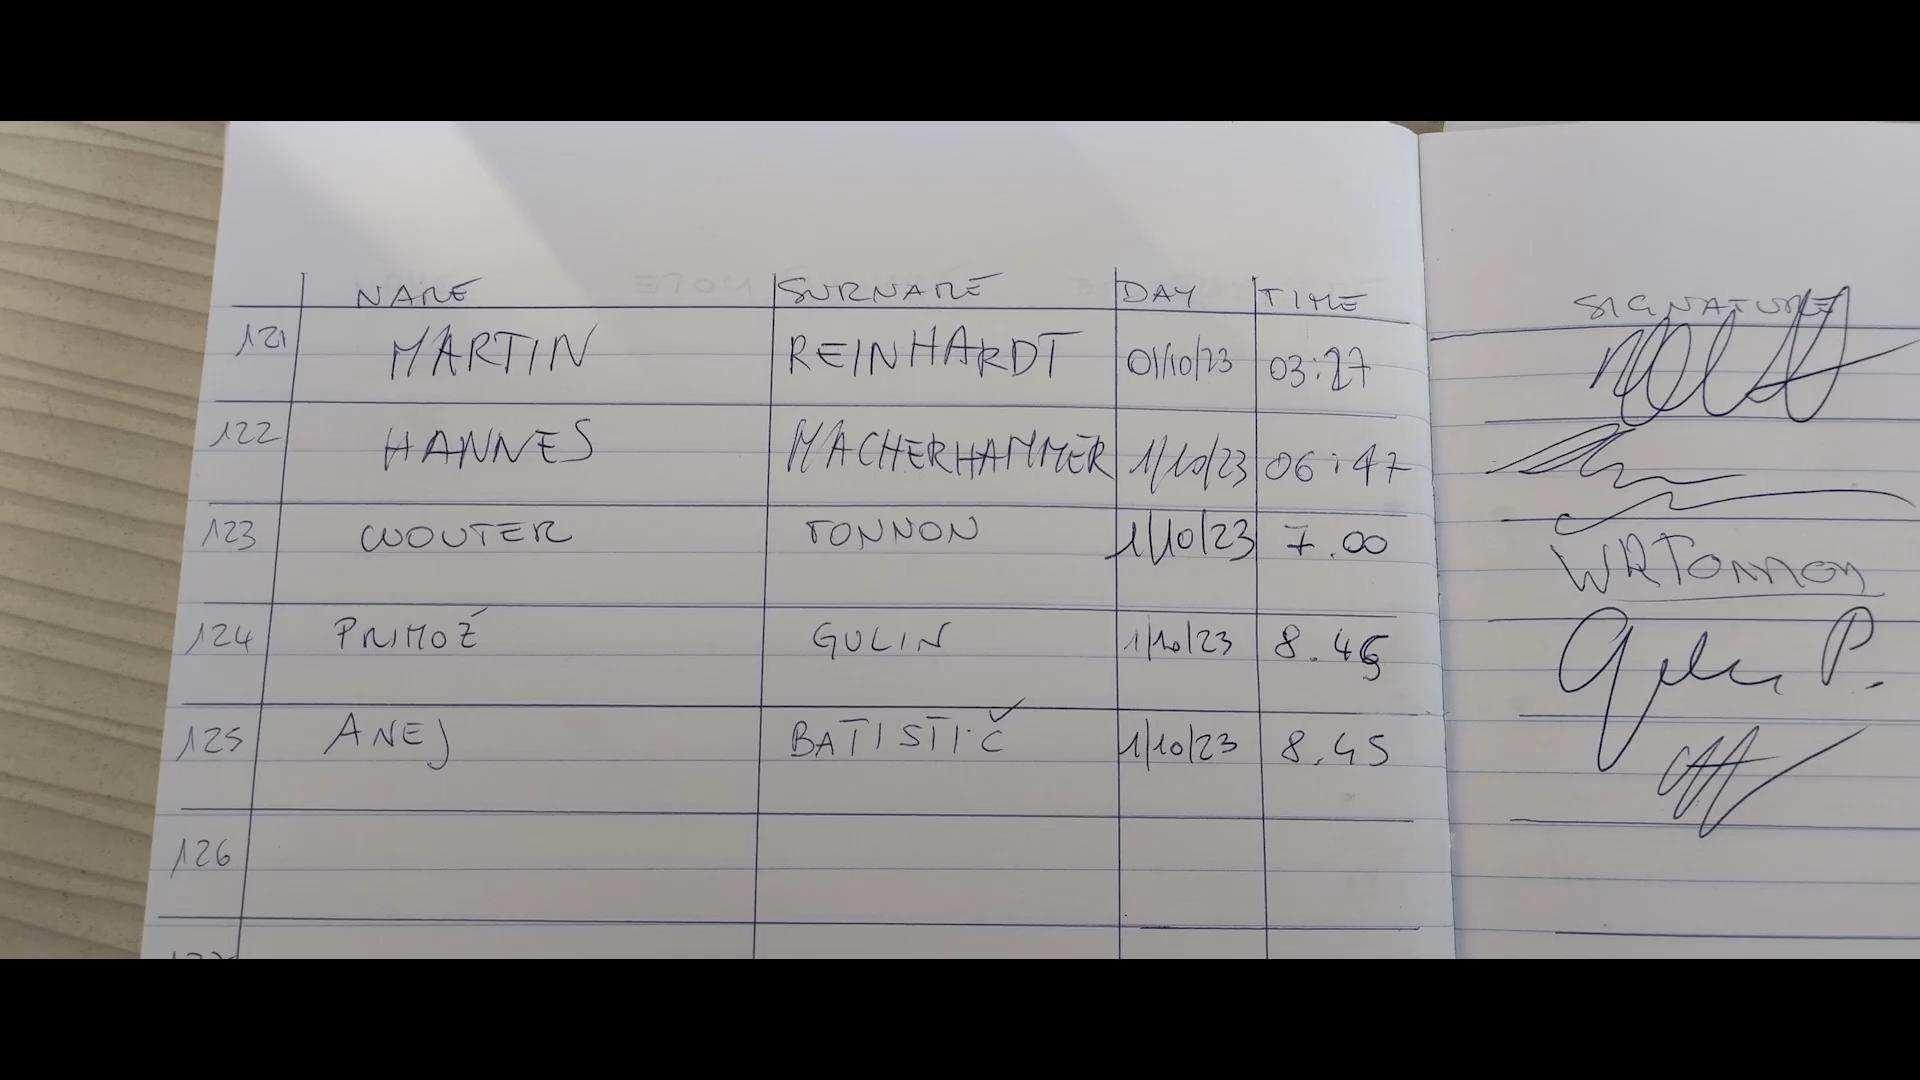 NAME SURNAME DAY TIME SIGNATURE
121 MARTIN REINHARDT 01/10/23 03:27
122 HANNES MACHERHAMMER 1/10/23 06:47
123 WOUTER TONNON 1/10/23 7.00 WRTonnon
124 PRIMOŽ GULIN 1/10/23 8.45 Gulin P.
125 ANEJ BATISTIČ 1/10/23 8.45
126